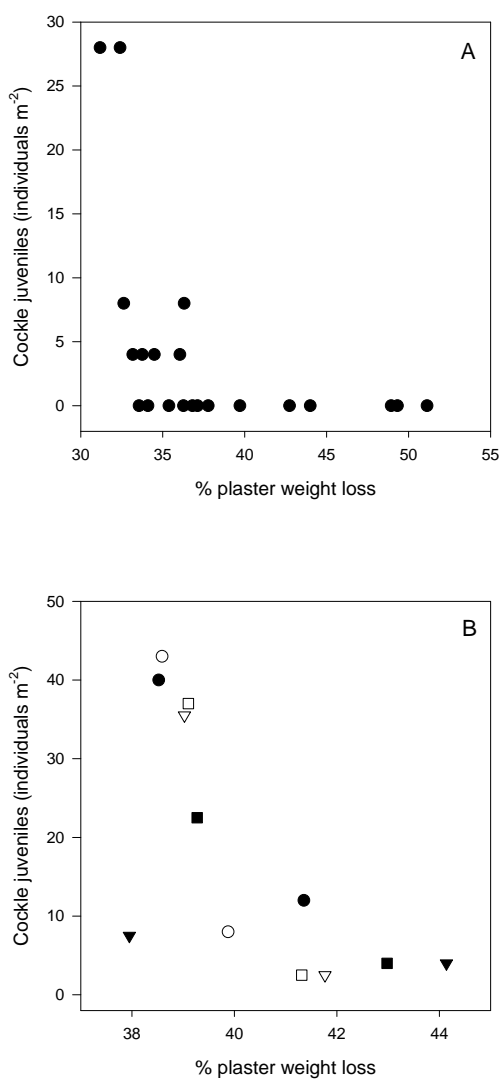 A
30
25
20
15
10
5
0
Cockle juveniles (individuals m⁻²)
30 35 40 45 50 55
% plaster weight loss
B
50
40
30
20
10
0
Cockle juveniles (individuals m⁻²)
38 40 42 44
% plaster weight loss